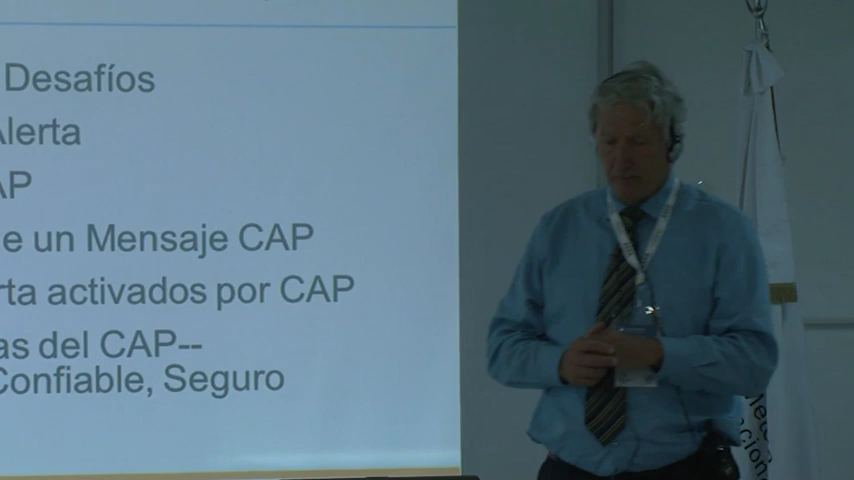 Desafíos
Alerta
AP
e un Mensaje CAP
rta activados por CAP
as del CAP--
Confiable, Seguro